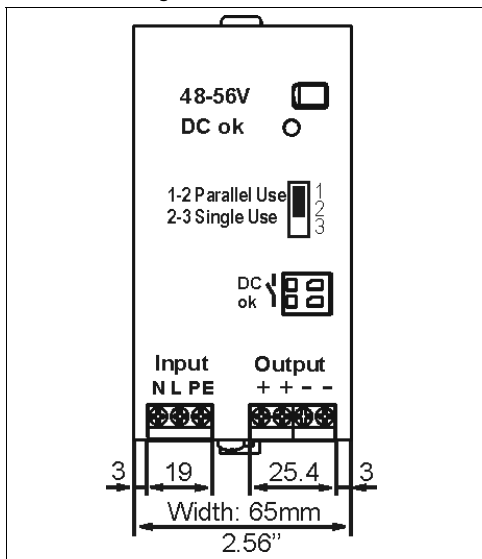 48-56V
DC ok
1-2 Parallel Use 1
2-3 Single Use 2
3
DC
ok
Input Output
N L PE + + - -
3 19 25.4 3
Width: 65mm
2.56"